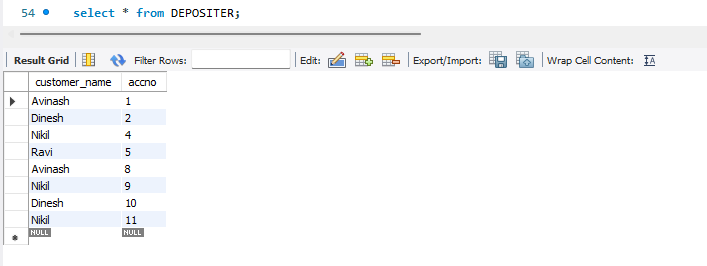 54 select * from DEPOSITER;
Result Grid Filter Rows: Edit: Export/Import: Wrap Cell Content: IA
customer_name accno
Avinash 1
Dinesh 2
Nikil 4
Ravi 5
Avinash 8
Nikil 9
Dinesh 10
Nikil 11
NULL NULL